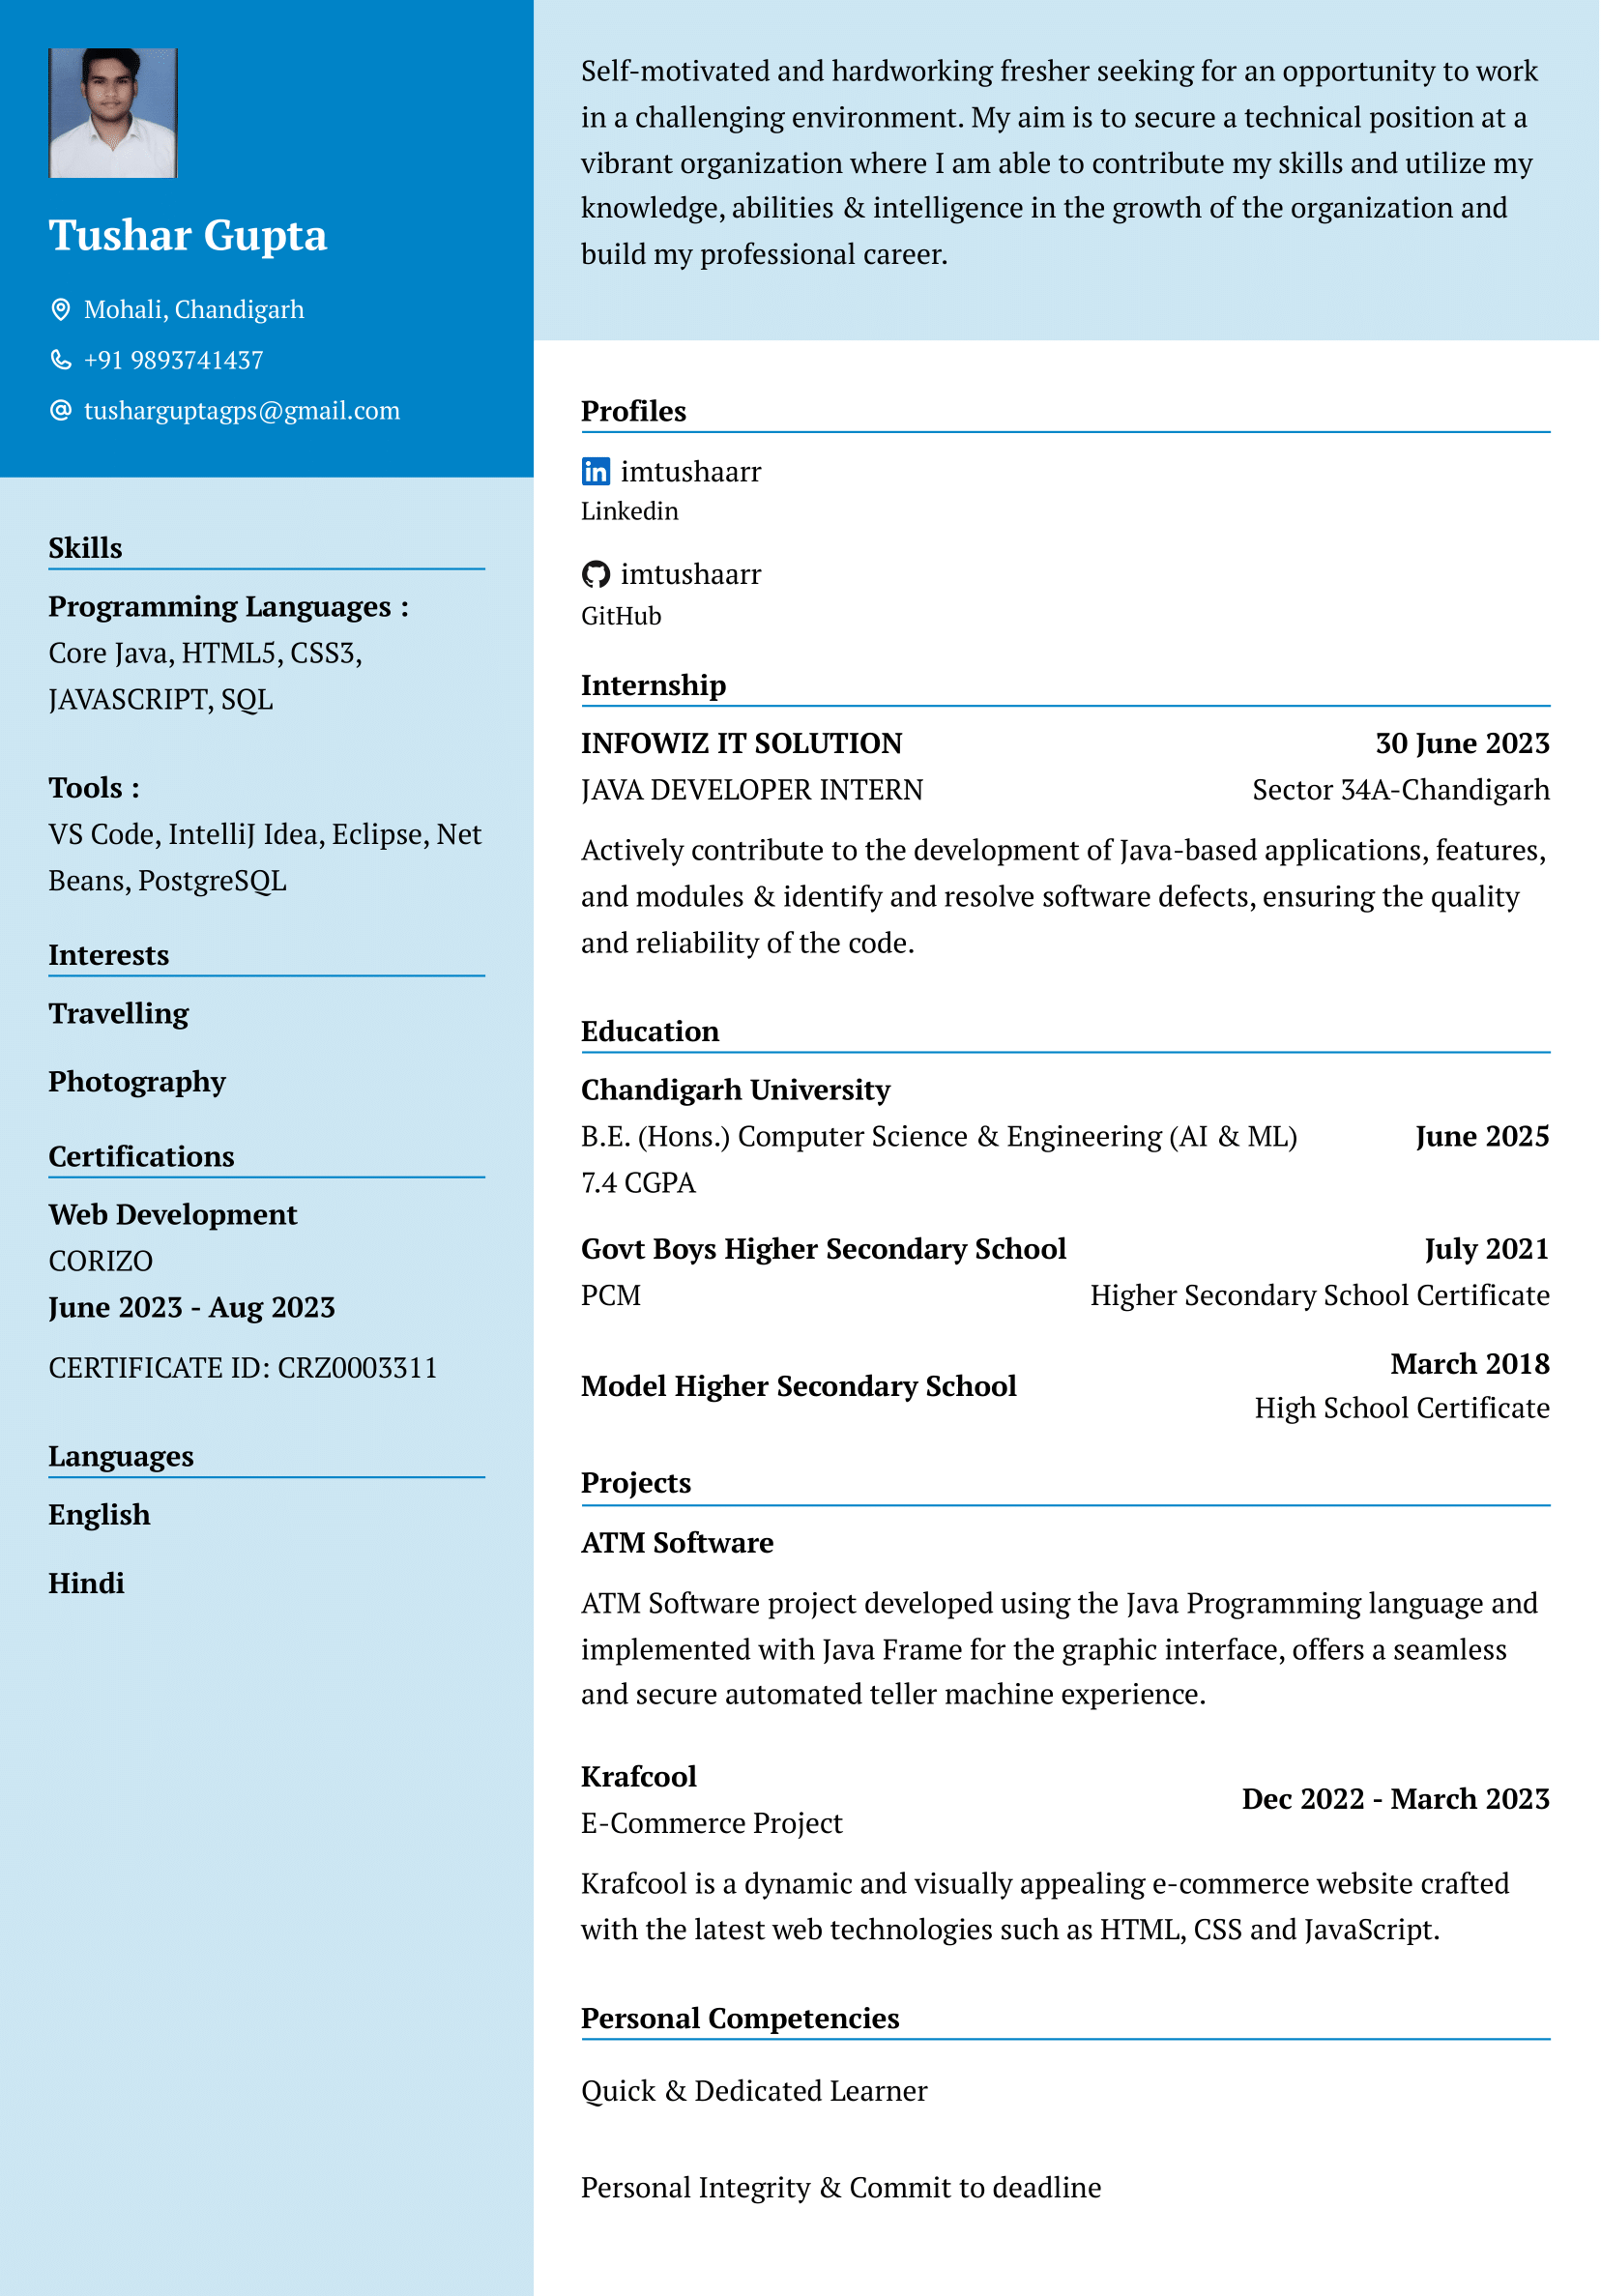 Tushar Gupta
Mohali, Chandigarh
+91 9893741437
tusharguptagps@gmail.com
Skills
Programming Languages :
Core Java, HTML5, CSS3,
JAVASCRIPT, SQL
Tools :
VS Code, IntelliJ Idea, Eclipse, Net
Beans, PostgreSQL
Interests
Travelling
Photography
Certifications
Web Development
CORIZO
June 2023 - Aug 2023
CERTIFICATE ID: CRZ0003311
Languages
English
Hindi
Self-motivated and hardworking fresher seeking for an opportunity to work
in a challenging environment. My aim is to secure a technical position at a
vibrant organization where I am able to contribute my skills and utilize my
knowledge, abilities & intelligence in the growth of the organization and
build my professional career.
Profiles
imtushaarr
Linkedin
imtushaarr
GitHub
Internship
INFOWIZ IT SOLUTION 30 June 2023
JAVA DEVELOPER INTERN Sector 34A-Chandigarh
Actively contribute to the development of Java-based applications, features,
and modules & identify and resolve software defects, ensuring the quality
and reliability of the code.
Education
Chandigarh University
B.E. (Hons.) Computer Science & Engineering (AI & ML) June 2025
7.4 CGPA
Govt Boys Higher Secondary School July 2021
PCM Higher Secondary School Certificate
March 2018
Model Higher Secondary School
High School Certificate
Projects
ATM Software
ATM Software project developed using the Java Programming language and
implemented with Java Frame for the graphic interface, offers a seamless
and secure automated teller machine experience.
Krafcool
Dec 2022 - March 2023
E-Commerce Project
Krafcool is a dynamic and visually appealing e-commerce website crafted
with the latest web technologies such as HTML, CSS and JavaScript.
Personal Competencies
Quick & Dedicated Learner
Personal Integrity & Commit to deadline